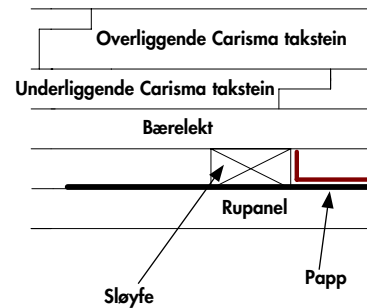 Overliggende Carisma takstein
Underliggende Carisma takstein
Bærelekt
Rupanel
Papp
Sløyfe